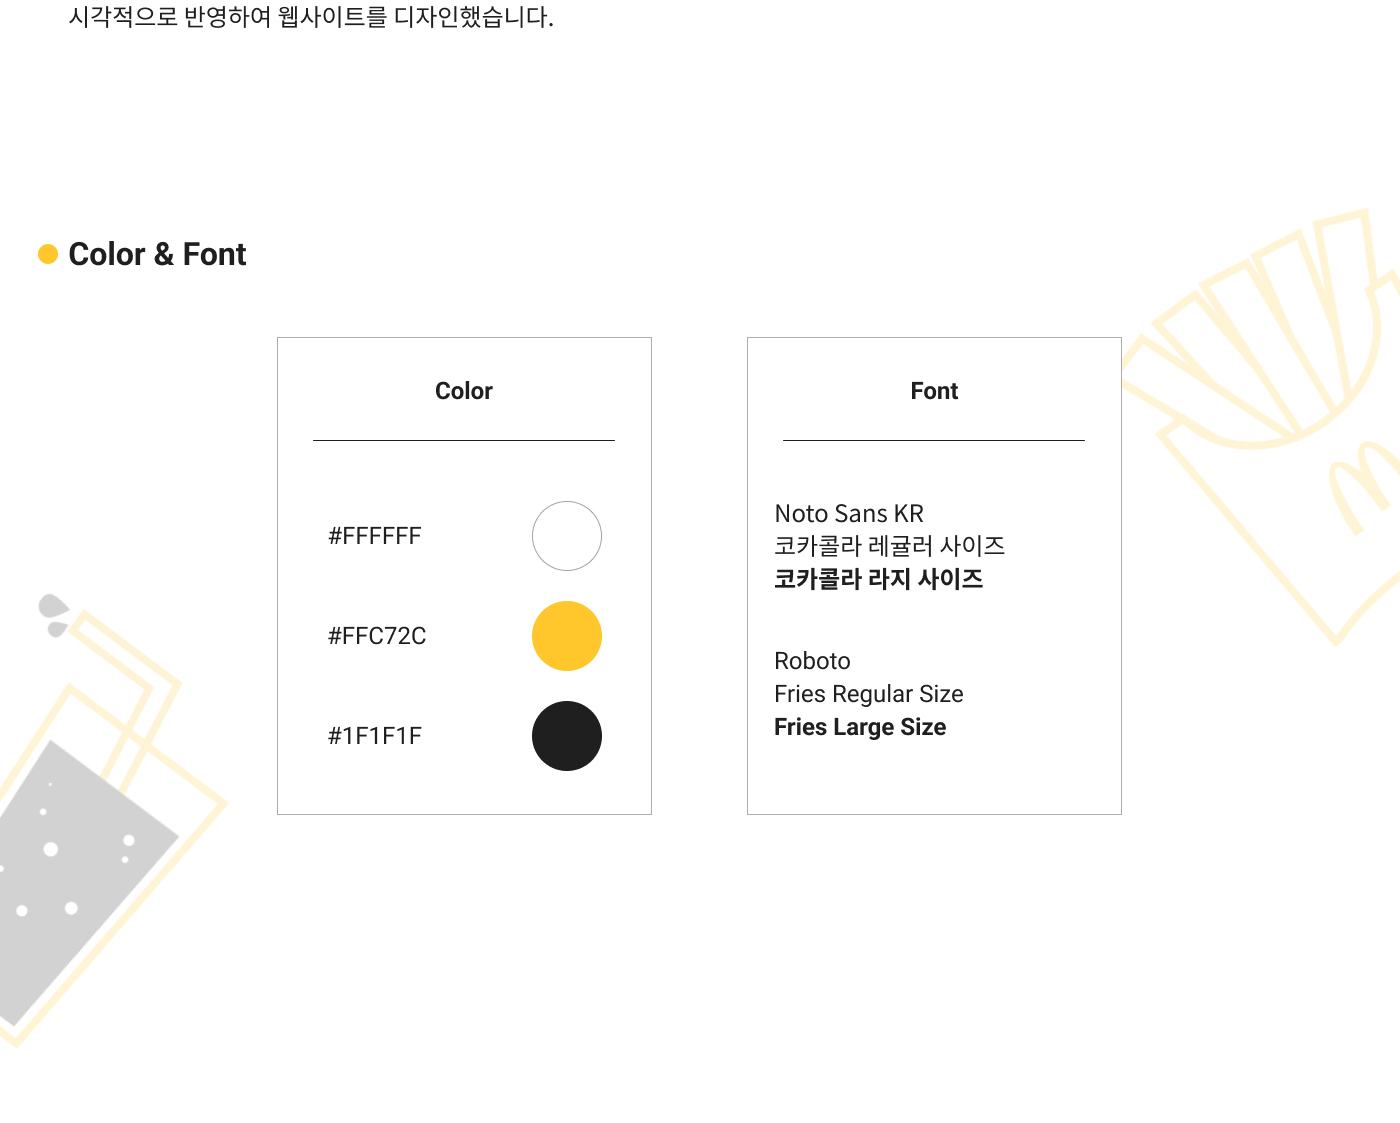 시각적으로 반영하여 웹사이트를 디자인했습니다.
Color & Font
Color
#FFFFFF
#FFC72C
#1F1F1F
Font
Noto Sans KR
코카콜라 레귤러 사이즈
코카콜라 라지 사이즈
Roboto
Fries Regular Size
Fries Large Size